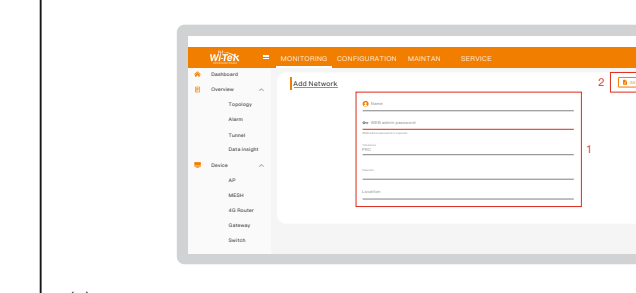 Wi-Tek
MONITORING CONFIGURATION MAINTAN SERVICE
Dashboard
Overview
Topology
Alarm
Tunnel
Data insight
Device
AP
MESH
4G Router
Gateway
Switch
Add Network
2
Name
WEB admin password
PRC
Location
1